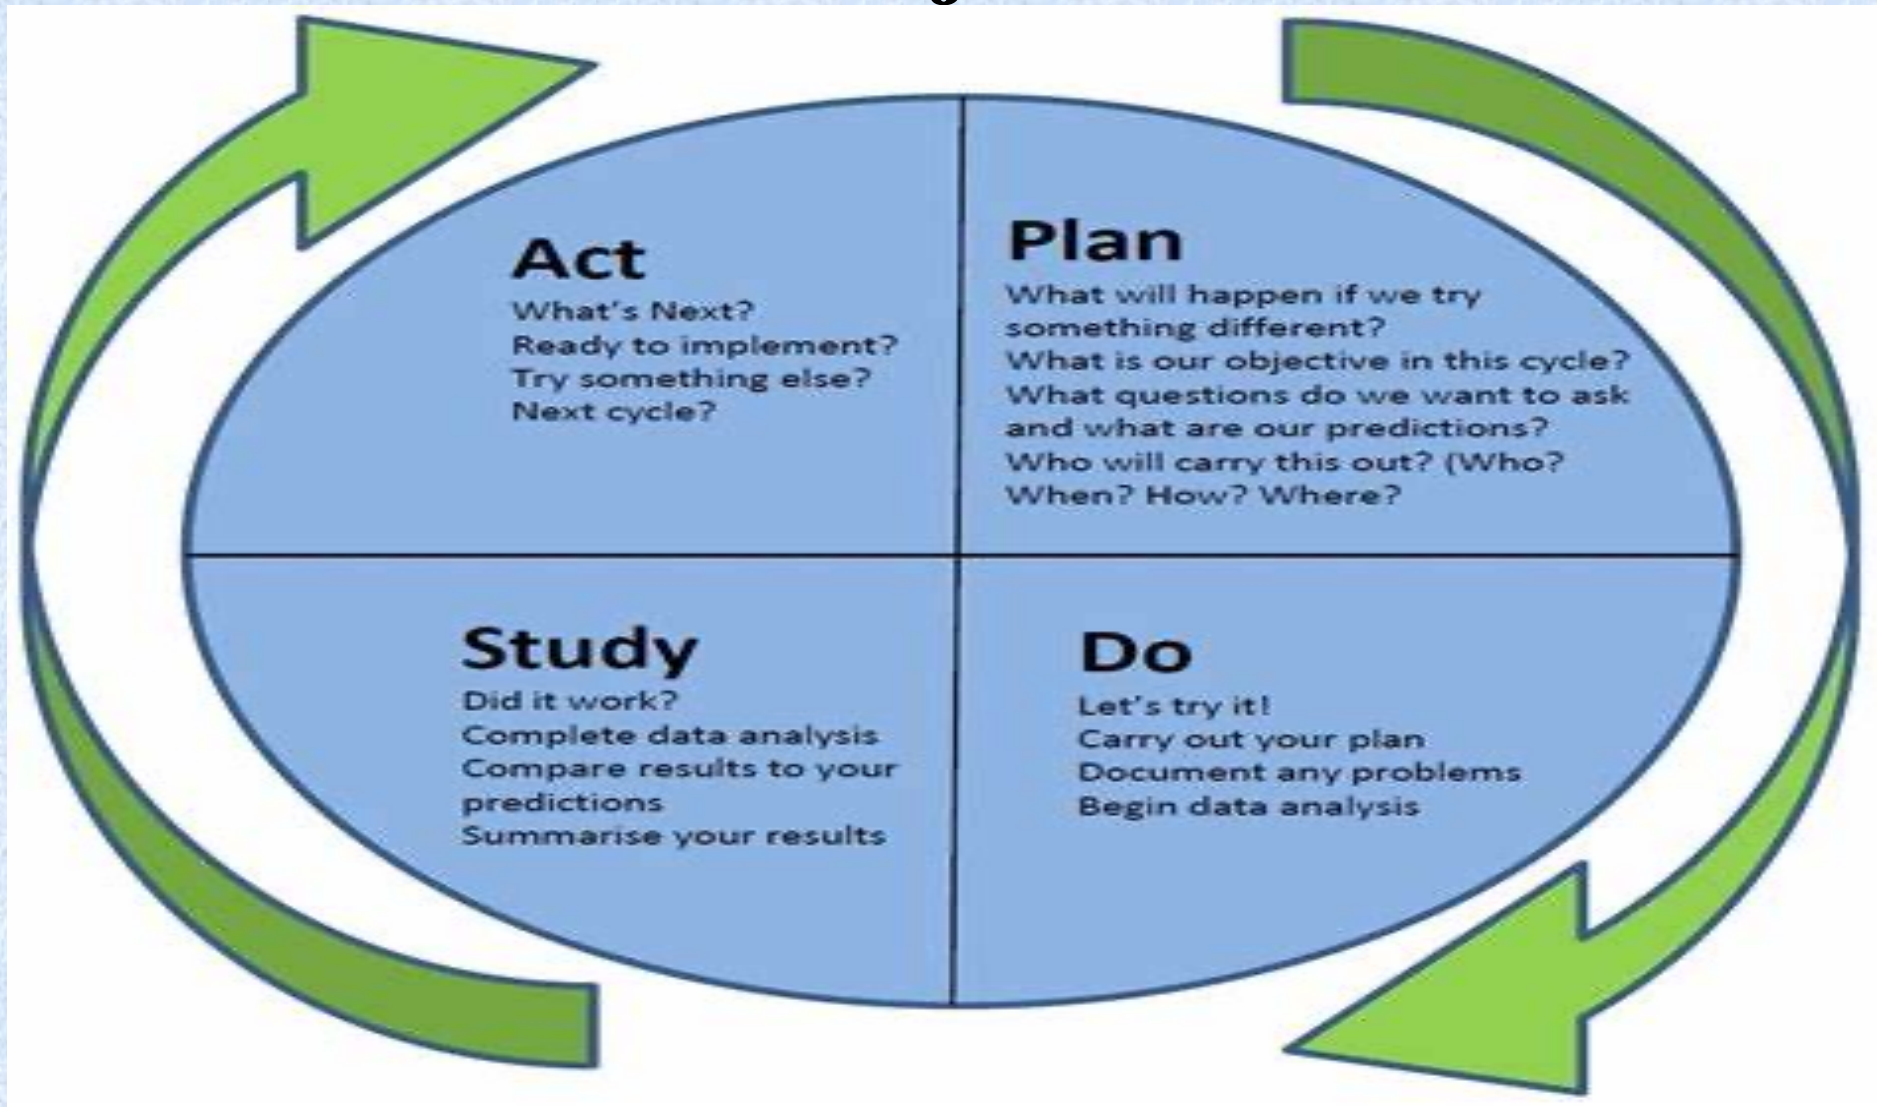 Act
What's Next?
Ready to implement?
Try something else?
Next cycle?
Plan
What will happen if we try
something different?
What is our objective in this cycle?
What questions do we want to ask
and what are our predictions?
Who will carry this out? (Who?
When? How? Where?
Study
Did it work?
Complete data analysis
Compare results to your
predictions
Summarise your results
Do
Let's try it!
Carry out your plan
Document any problems
Begin data analysis